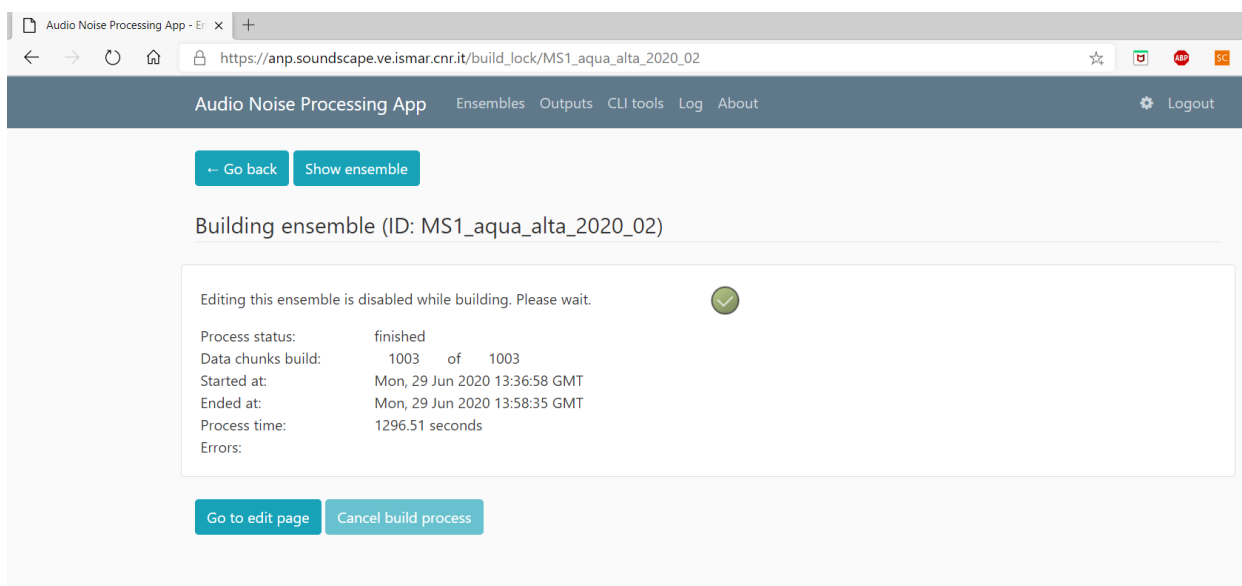 Audio Noise Processing App - En
https://anp.soundscape.ve.ismar.cnr.it/build_lock/MS1_aqua_alta_2020_02
ABP
SC
Audio Noise Processing App Ensembles Outputs CLI tools Log About Logout
← Go back Show ensemble
Building ensemble (ID: MS1_aqua_alta_2020_02)
Editing this ensemble is disabled while building. Please wait.
Process status: finished
Data chunks build: 1003 of 1003
Started at: Mon, 29 Jun 2020 13:36:58 GMT
Ended at: Mon, 29 Jun 2020 13:58:35 GMT
Process time: 1296.51 seconds
Errors:
Go to edit page Cancel build process